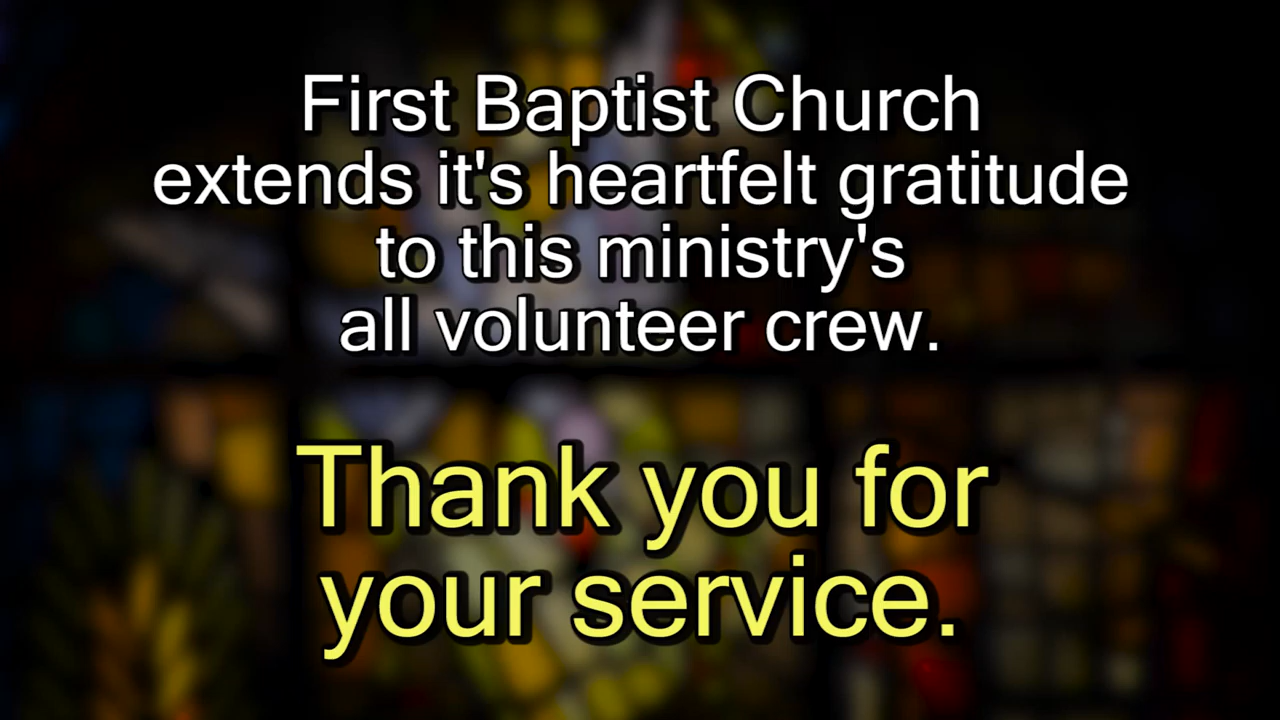 First Baptist Church
extends it's heartfelt gratitude
to this ministry's
all volunteer crew.
Thank you for
your service.